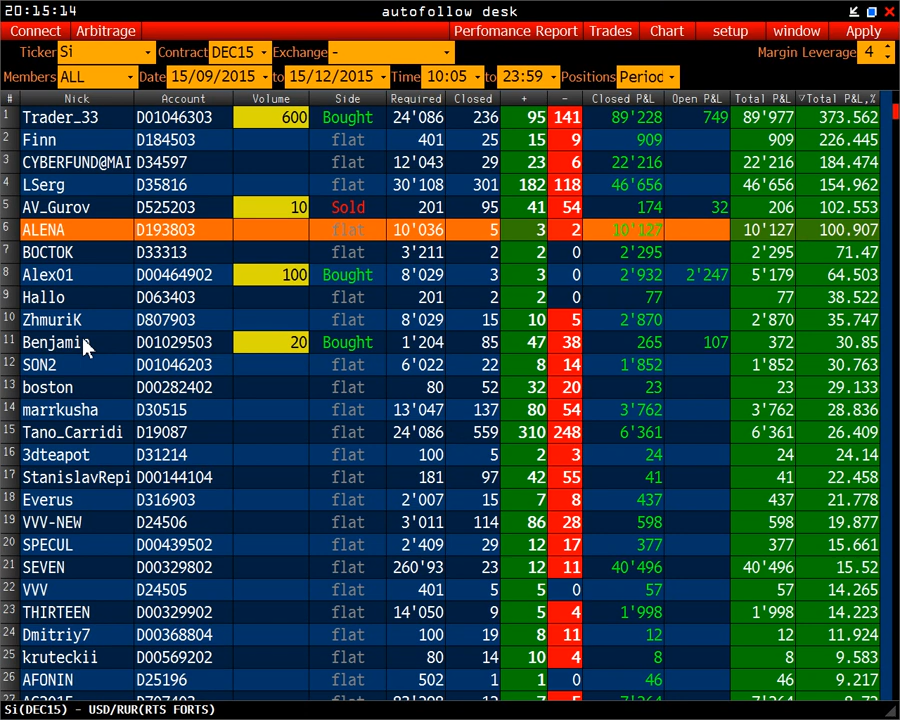 20:15:14 autofollow desk
Connect Arbitrage Perfomance Report Trades Chart setup window Apply
Ticker Si Contract DEC15 Exchange - Margin Leverage 4
Members ALL Date 15/09/2015 to 15/12/2015 Time 10:05 to 23:59 Positions Period
# Nick Account Volume Side Required Closed + - Closed P&L Open P&L Total P&L ▽Total P&L,%
1 Trader_33 D01046303 600 Bought 24'086 236 95 141 89'228 749 89'977 373.562
2 Finn D184503 flat 401 25 15 9 909 909 226.445
3 CYBERFUND@MAI D34597 flat 12'043 29 23 6 22'216 22'216 184.474
4 LSerg D35816 flat 30'108 301 182 118 46'656 46'656 154.962
5 AV_Gurov D525203 10 Sold 201 95 41 54 174 32 206 102.553
6 ALENA D193803 flat 10'036 5 3 2 10'127 10'127 100.907
7 BOCTOK D33313 flat 3'211 2 2 0 2'295 2'295 71.47
8 Alex01 D00464902 100 Bought 8'029 3 3 0 2'932 2'247 5'179 64.503
9 Hallo D063403 flat 201 2 2 0 77 77 38.522
10 ZhmuriK D807903 flat 8'029 15 10 5 2'870 2'870 35.747
11 Benjamin D01029503 20 Bought 1'204 85 47 38 265 107 372 30.85
12 SON2 D01046203 flat 6'022 22 8 14 1'852 1'852 30.763
13 boston D00282402 flat 80 52 32 20 23 23 29.133
14 marrkusha D30515 flat 13'047 137 80 54 3'762 3'762 28.836
15 Tano_Carridi D19087 flat 24'086 559 310 248 6'361 6'361 26.409
16 3dteapot D31214 flat 100 5 2 3 24 24 24.14
17 StanislavRepi D00144104 flat 181 97 42 55 41 41 22.458
18 Everus D316903 flat 2'007 15 7 8 437 437 21.778
19 VVV-NEW D24506 flat 3'011 114 86 28 598 598 19.877
20 SPECUL D00439502 flat 2'409 29 12 17 377 377 15.661
21 SEVEN D00329802 flat 260'93 23 12 11 40'496 40'496 15.52
22 VVV D24505 flat 401 5 5 0 57 57 14.265
23 THIRTEEN D00329902 flat 14'050 9 5 4 1'998 1'998 14.223
24 Dmitriy7 D00368804 flat 100 19 8 11 12 12 11.924
25 kruteckii D00569202 flat 80 14 10 4 8 8 9.583
26 AFONIN D25196 flat 502 1 1 0 46 46 9.217
27
Si(DEC15) - USD/RUR(RTS FORTS)